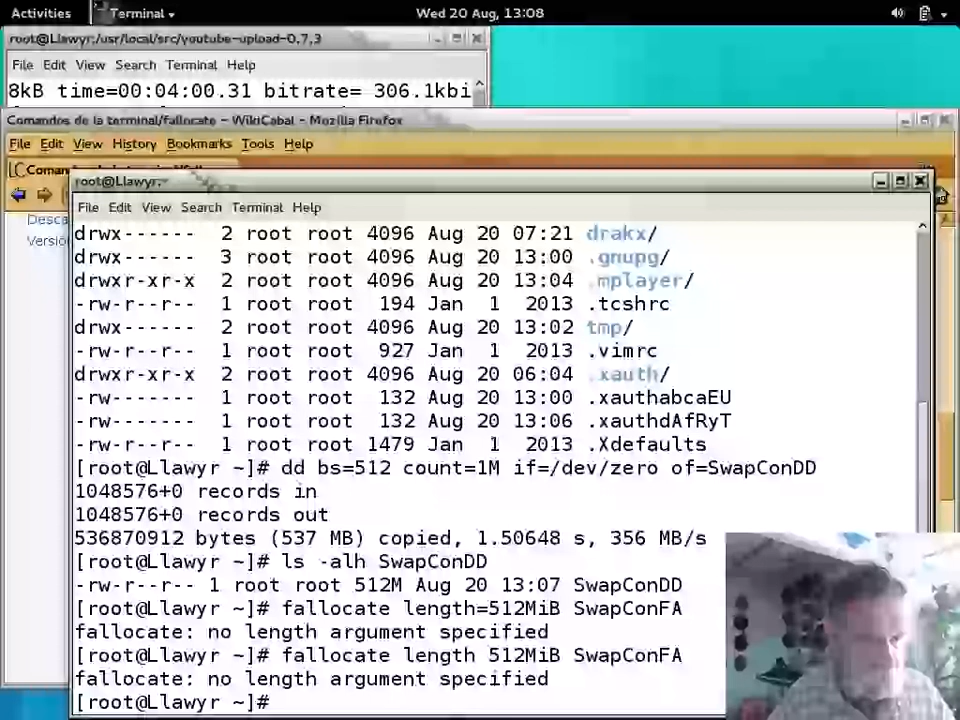 Activities Terminal Wed 20 Aug, 13:08
root@Llawyr:/usr/local/src/youtube-upload-0.7.3
File Edit View Search Terminal Help
8kB time=00:04:00.31 bitrate= 306.1kbi
Comandos de la terminal/fallocate - WikiCabal - Mozilla Firefox
File Edit View History Bookmarks Tools Help
root@Llawyr:~
File Edit View Search Terminal Help
Desca
Versió
drwx------ 2 root root 4096 Aug 20 07:21 drakx/
drwx------ 3 root root 4096 Aug 20 13:00 .gnupg/
drwxr-xr-x 2 root root 4096 Aug 20 13:04 .mplayer/
-rw-r--r-- 1 root root 194 Jan 1 2013 .tcshrc
drwx------ 2 root root 4096 Aug 20 13:02 tmp/
-rw-r--r-- 1 root root 927 Jan 1 2013 .vimrc
drwxr-xr-x 2 root root 4096 Aug 20 06:04 .xauth/
-rw------- 1 root root 132 Aug 20 13:00 .xauthabcaEU
-rw------- 1 root root 132 Aug 20 13:06 .xauthdAfRyT
-rw-r--r-- 1 root root 1479 Jan 1 2013 .Xdefaults
[root@Llawyr ~]# dd bs=512 count=1M if=/dev/zero of=SwapConDD
1048576+0 records in
1048576+0 records out
536870912 bytes (537 MB) copied, 1.50648 s, 356 MB/s
[root@Llawyr ~]# ls -alh SwapConDD
-rw-r--r-- 1 root root 512M Aug 20 13:07 SwapConDD
[root@Llawyr ~]# fallocate length=512MiB SwapConFA
fallocate: no length argument specified
[root@Llawyr ~]# fallocate length 512MiB SwapConFA
fallocate: no length argument specified
[root@Llawyr ~]#